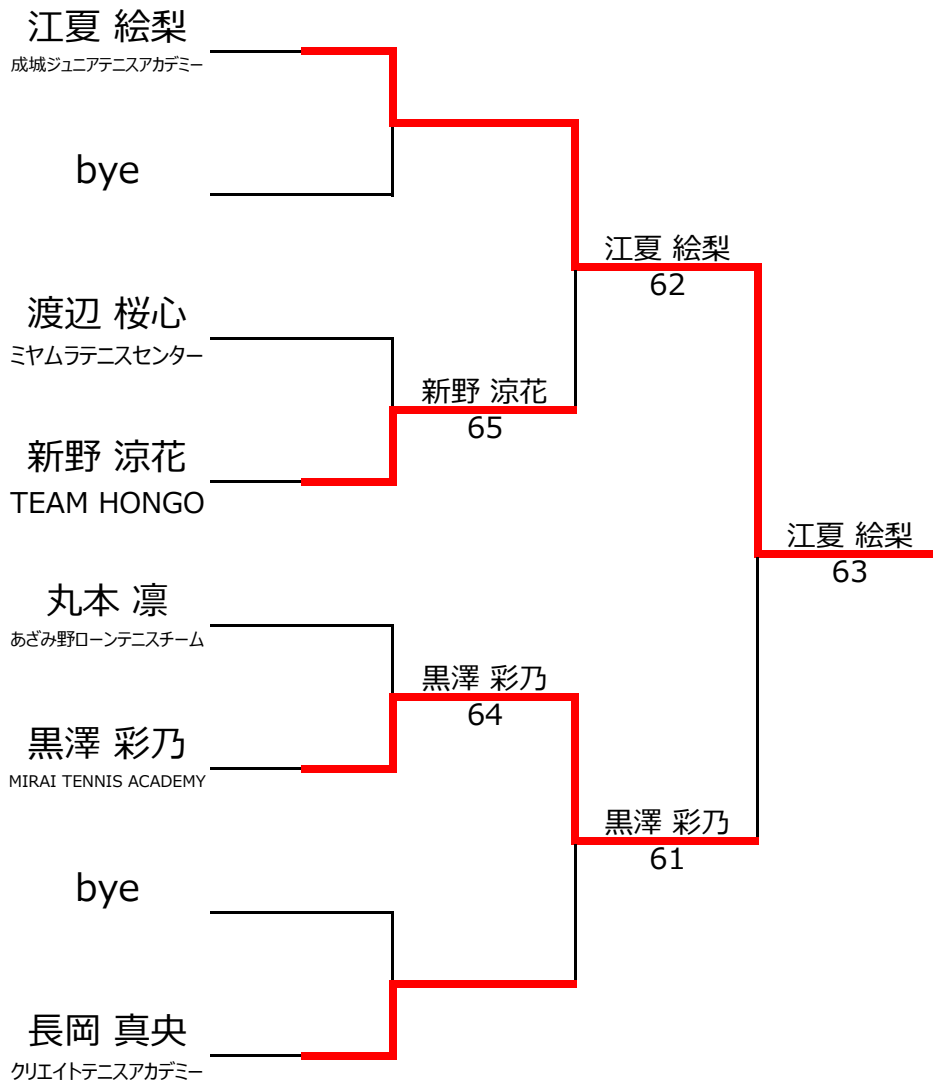 江夏 絵梨
成城ジュニアテニスアカデミー
bye
江夏 絵梨
62
渡辺 桜心
ミヤムラテニスセンター
新野 涼花
65
新野 涼花
TEAM HONGO
江夏 絵梨
63
丸本 凛
あざみ野ローンテニスチーム
黒澤 彩乃
64
黒澤 彩乃
MIRAI TENNIS ACADEMY
黒澤 彩乃
61
bye
長岡 真央
クリエイトテニスアカデミー